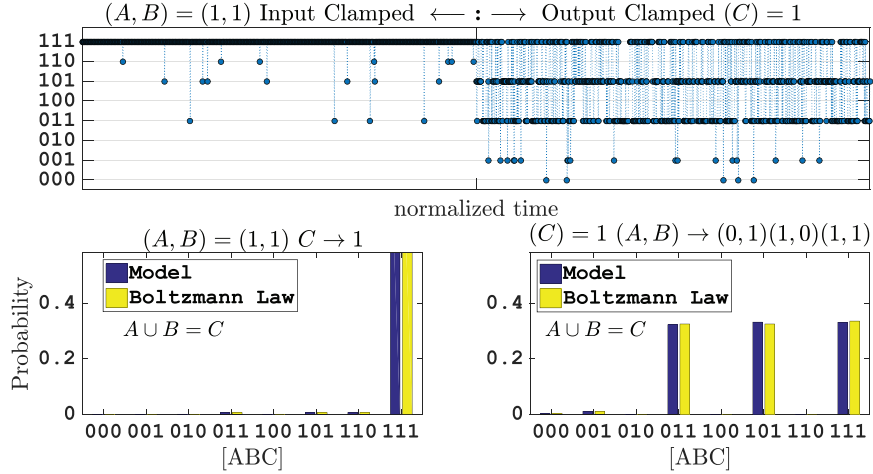 (A, B) = (1, 1) Input Clamped ⟵ : ⟶ Output Clamped (C) = 1
111
110
101
100
011
010
001
000
normalized time
(A, B) = (1, 1) C → 1
Probability
0.4
0.2
0
Model
Boltzmann Law
A ∪ B = C
000 001 010 011 100 101 110 111
[ABC]
(C) = 1 (A, B) → (0, 1)(1, 0)(1, 1)
0.4
0.2
0
Model
Boltzmann Law
A ∪ B = C
000 001 010 011 100 101 110 111
[ABC]